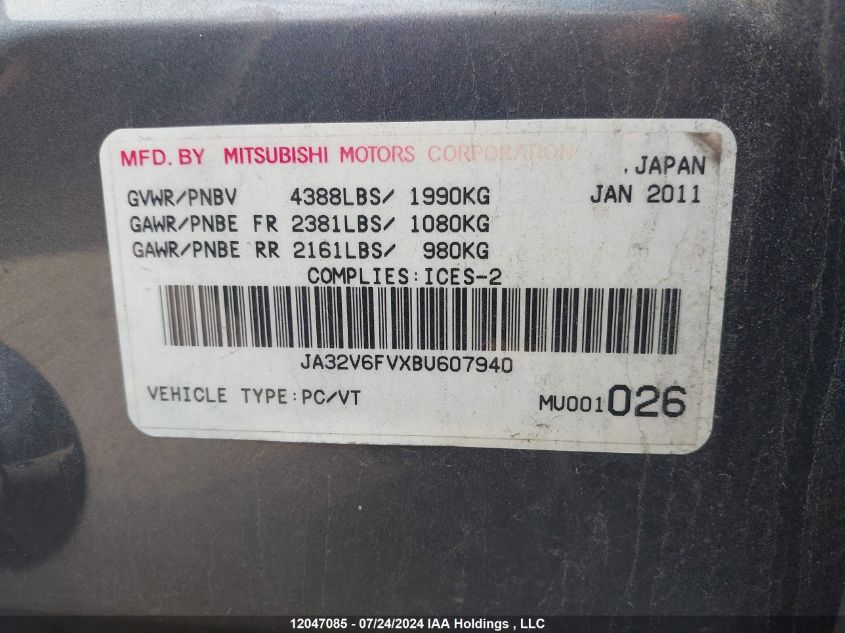 MFD. BY MITSUBISHI MOTORS CORPORATION
, JAPAN
GVWR/PNBV 4388LBS/ 1990KG JAN 2011
GAWR/PNBE FR 2381LBS/ 1080KG
GAWR/PNBE RR 2161LBS/ 980KG
COMPLIES:ICES-2
JA32V6FVXBU607940
VEHICLE TYPE:PC/VT MU001026
12047085 - 07/24/2024 IAA Holdings , LLC